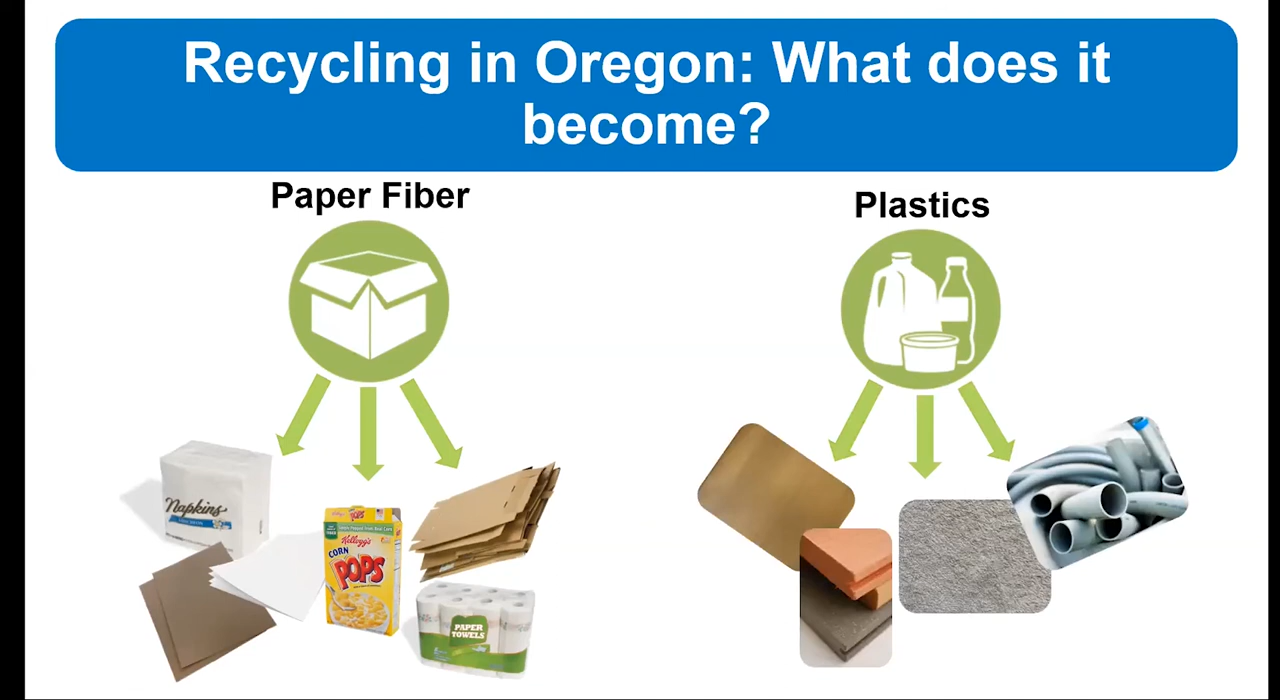 Recycling in Oregon: What does it
become?
Paper Fiber
Plastics
Napkins
Kellogg's
CORN
POPS
PAPER
TOWELS